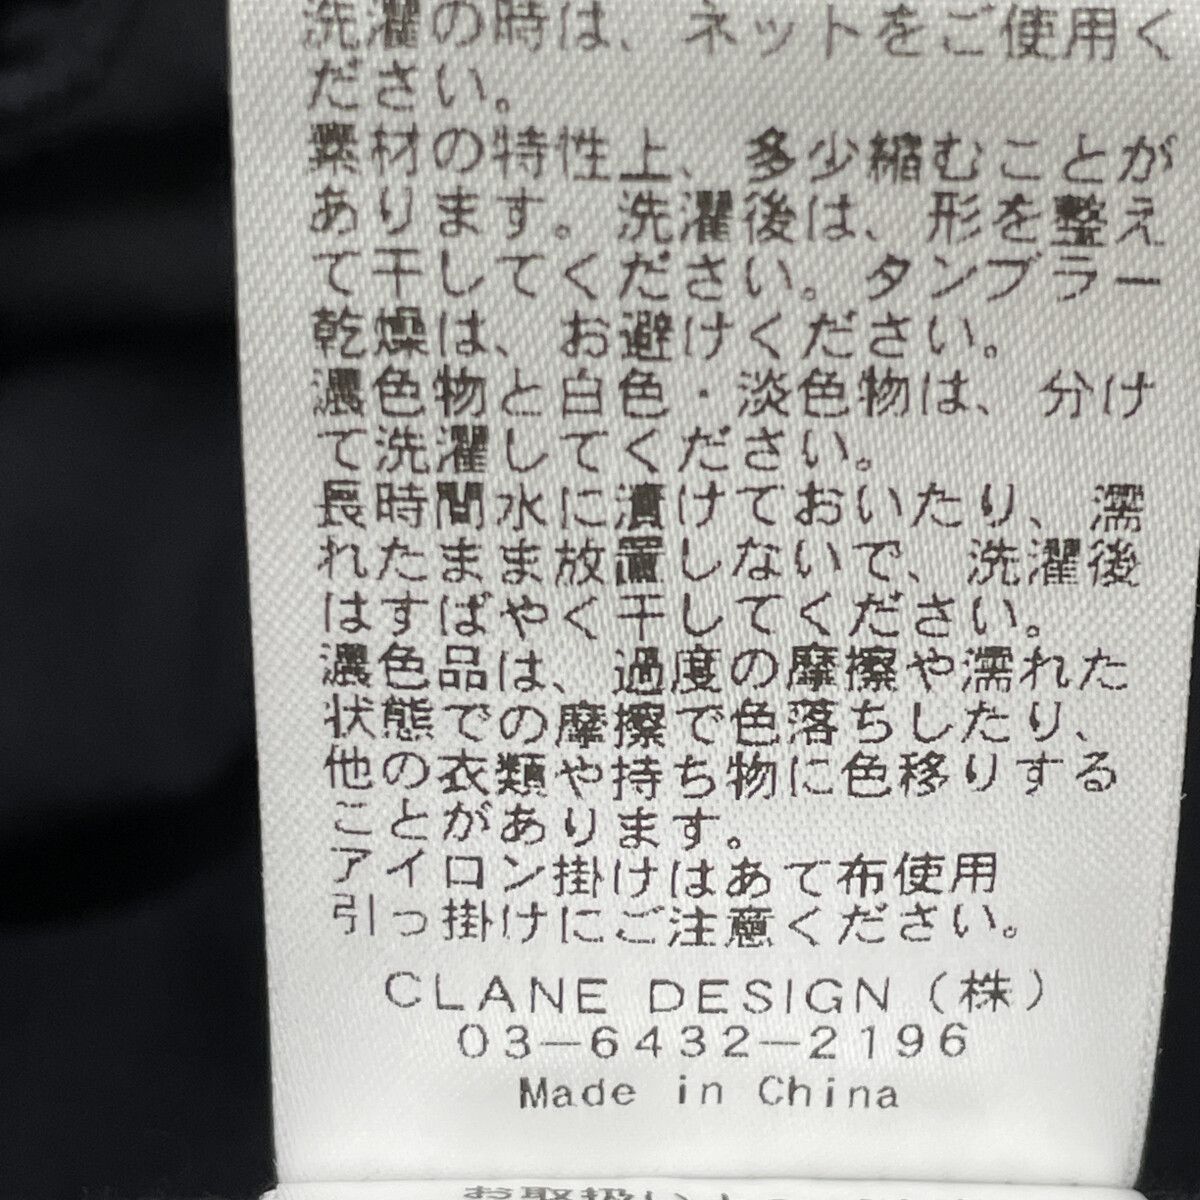 洗濯の時は、ネットをご使用く
ださい。
素材の特性上、多少縮むことが
あります。洗濯後は、形を整え
て干してください。タンブラー
乾燥は、お避けください。
濃色物と白色・淡色物は、分け
て洗濯してください。
長時間水に漬けておいたり、濡
れたまま放置しないで、洗濯後
はすばやく干してください。
濃色品は、過度の摩擦や濡れた
状態での摩擦で色落ちしたり、
他の衣類や持ち物に色移りする
ことがあります。
アイロン掛けはあて布使用
引っ掛けにご注意ください。
CLANE DESIGN（株）
03-6432-2196
Made in China
お取扱い